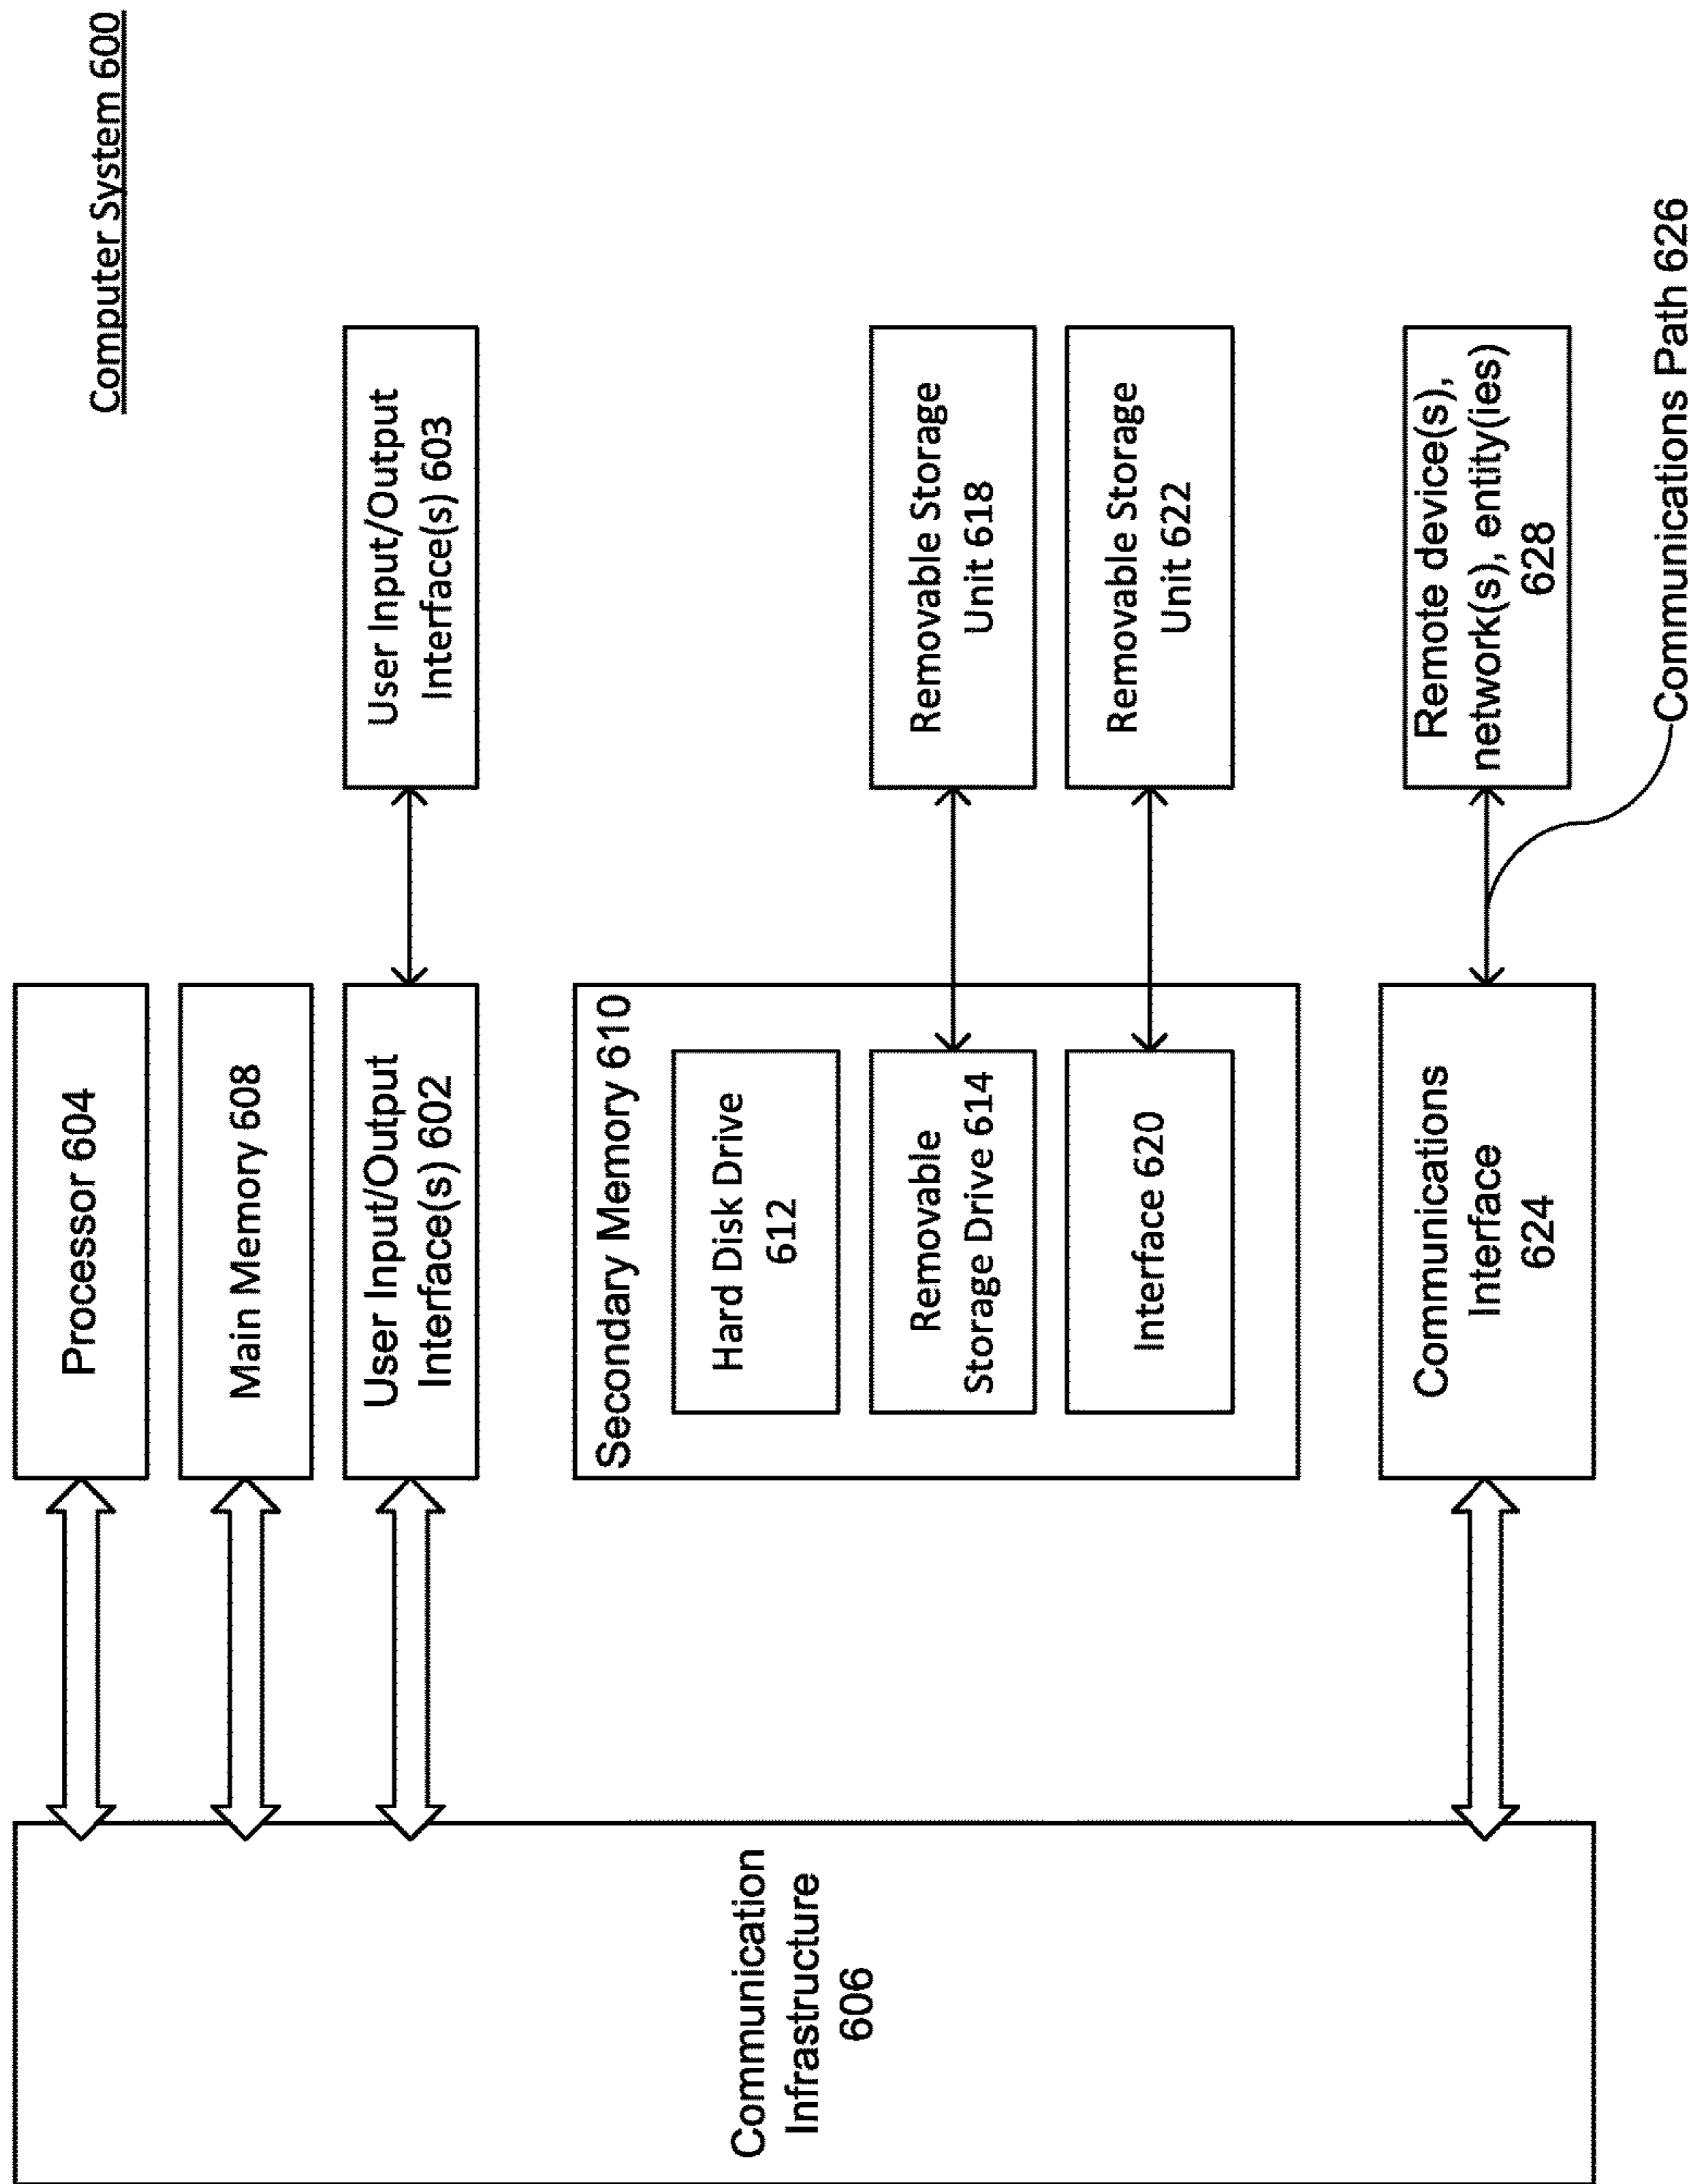 Computer System 600
Processor 604
Main Memory 608
User Input/Output
Interface(s) 602
User Input/Output
Interface(s) 603
Communication
Infrastructure
606
Secondary Memory 610
Hard Disk Drive
612
Removable
Storage Drive 614
Removable Storage
Unit 618
Interface 620
Removable Storage
Unit 622
Communications
Interface
624
Remote device(s),
network(s), entity(ies)
628
Communications Path 626